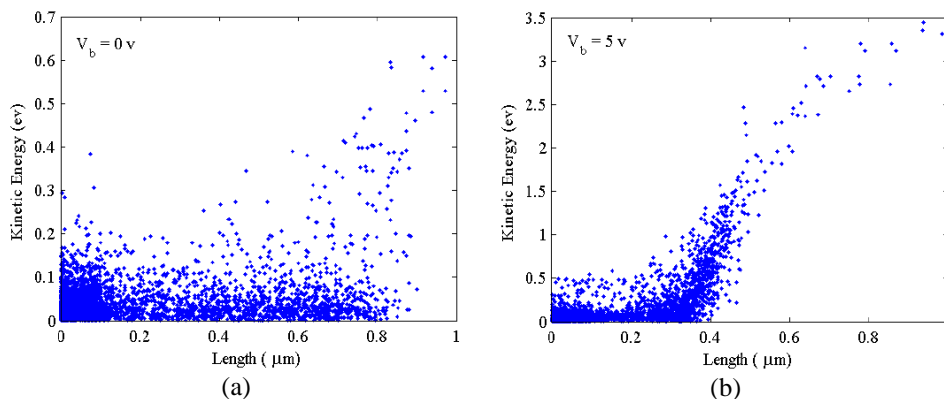 V_b = 0 v
0.7
0.6
0.5
0.4
0.3
0.2
0.1
0
Kinetic Energy (ev)
0 0.2 0.4 0.6 0.8 1
Length ( μm)
(a)
V_b = 5 v
3.5
3
2.5
2
1.5
1
0.5
0
Kinetic Energy (ev)
0 0.2 0.4 0.6 0.8
Length ( μm)
(b)